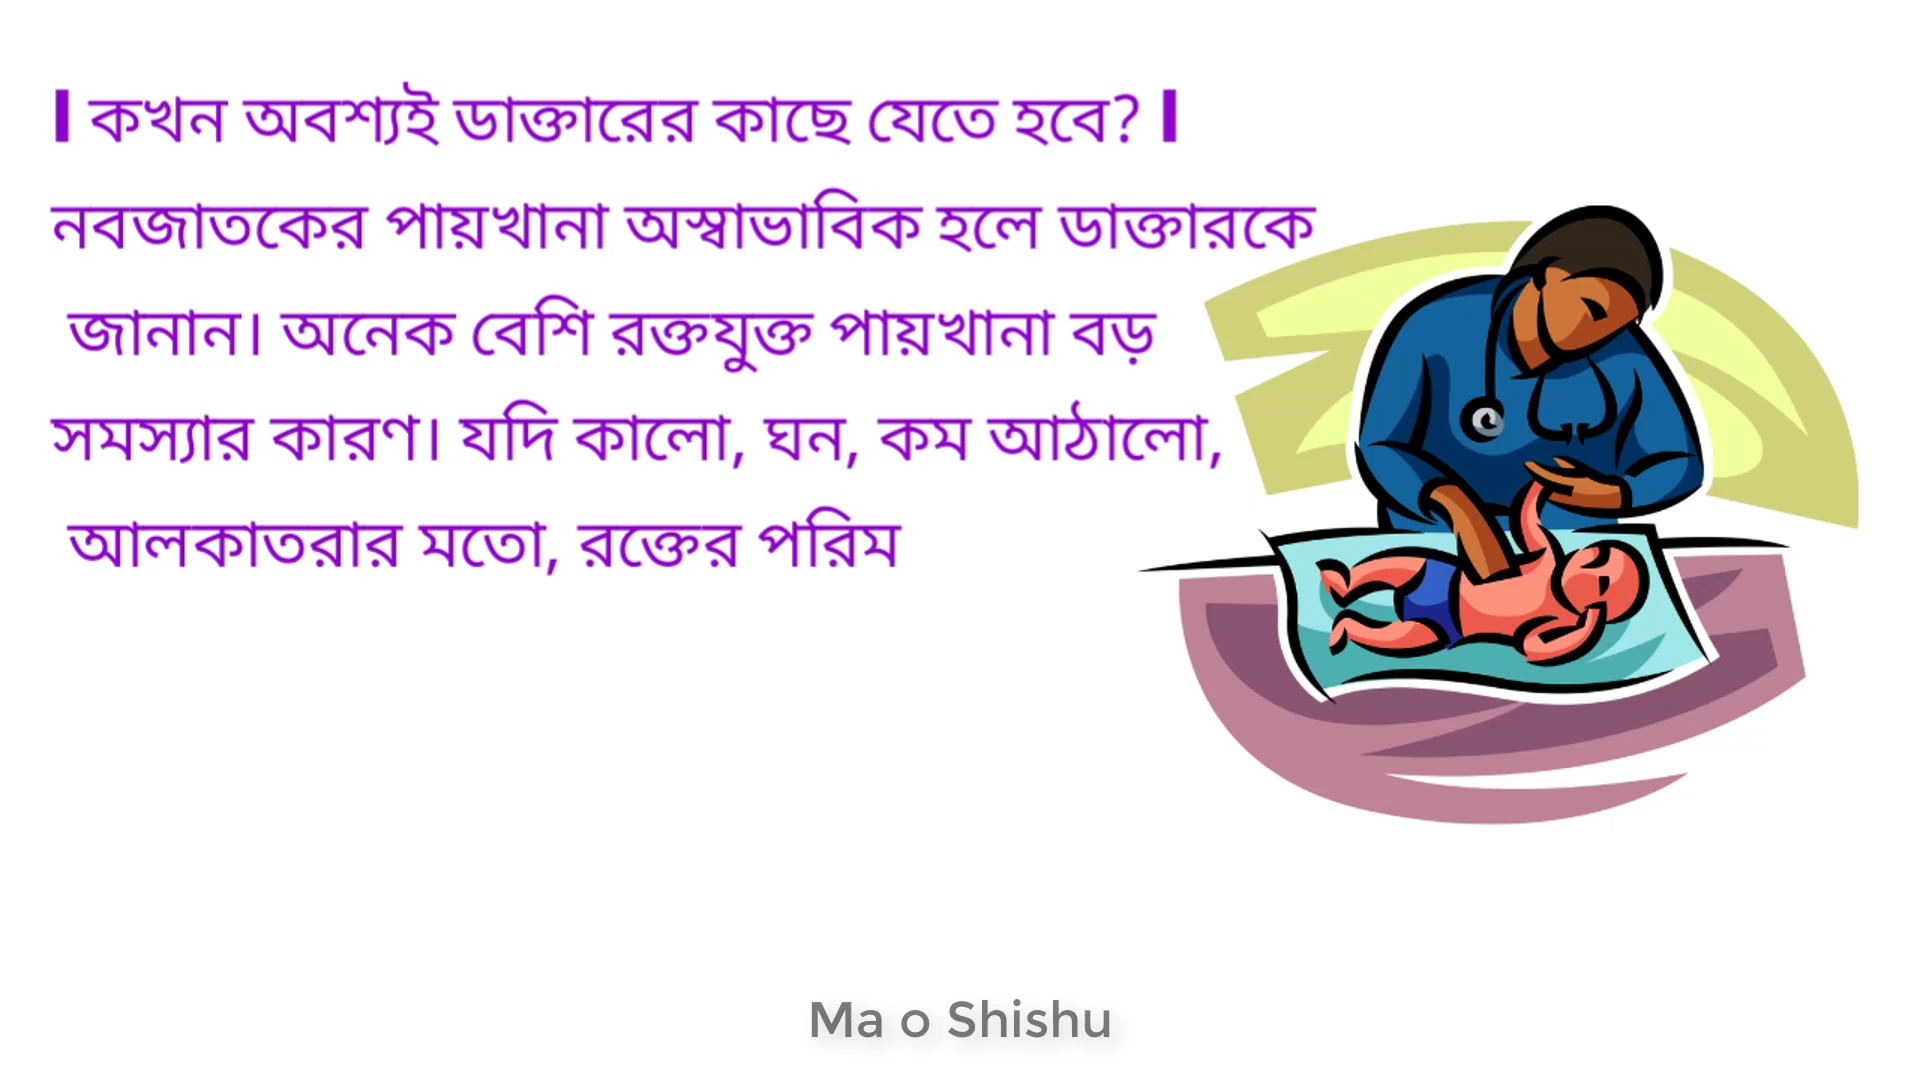 । কখন অবশ্যই ডাক্তারের কাছে যেতে হবে? ।
নবজাতকের পায়খানা অস্বাভাবিক হলে ডাক্তারকে
জানান। অনেক বেশি রক্তযুক্ত পায়খানা বড়
সমস্যার কারণ। যদি কালো, ঘন, কম আঠালো,
আলকাতরার মতো, রক্তের পরিম
Ma o Shishu